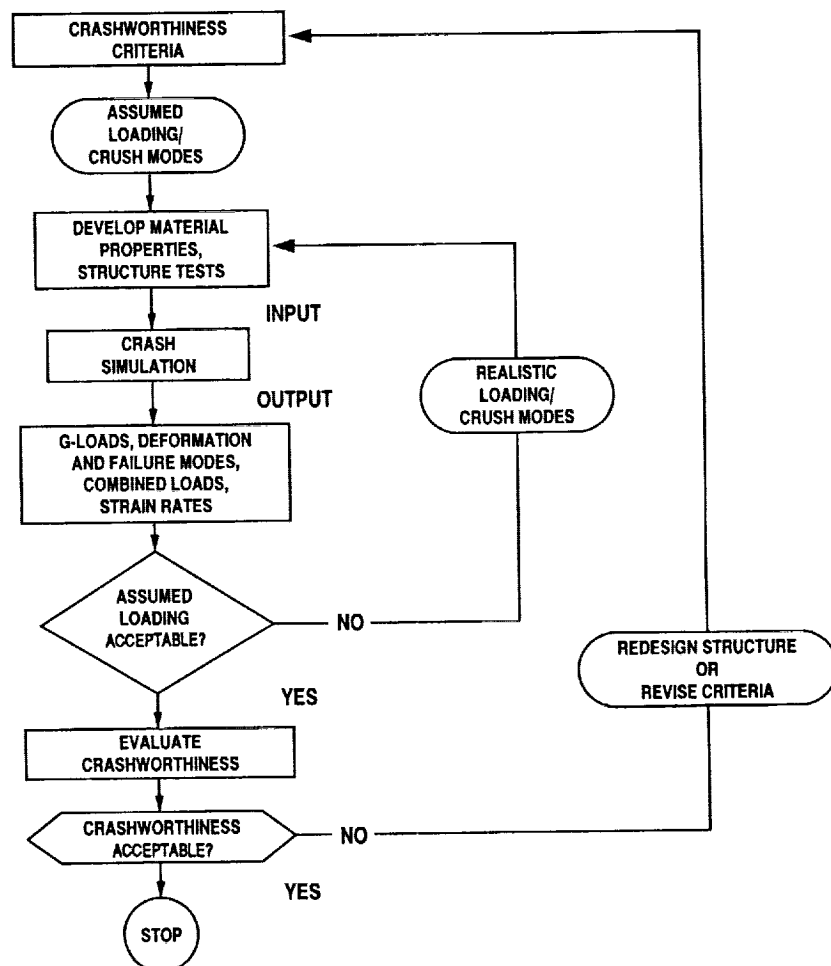 CRASHWORTHINESS
CRITERIA
ASSUMED
LOADING/
CRUSH MODES
DEVELOP MATERIAL
PROPERTIES,
STRUCTURE TESTS
INPUT
CRASH
SIMULATION
REALISTIC
LOADING/
CRUSH MODES
OUTPUT
G-LOADS, DEFORMATION
AND FAILURE MODES,
COMBINED LOADS,
STRAIN RATES
ASSUMED
LOADING
ACCEPTABLE?
NO
REDESIGN STRUCTURE
OR
REVISE CRITERIA
YES
EVALUATE
CRASHWORTHINESS
CRASHWORTHINESS
ACCEPTABLE?
NO
YES
STOP